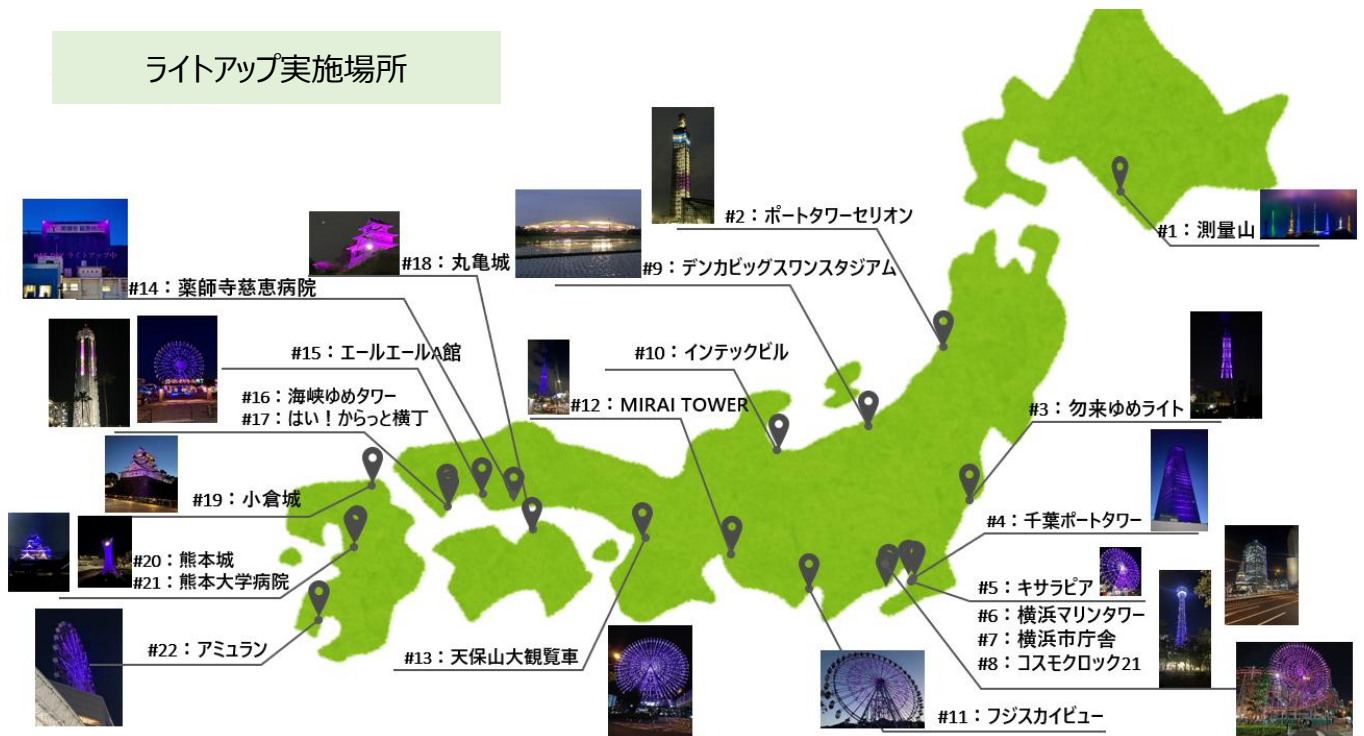 ライトアップ実施場所
#1：測量山
#2：ポートタワーセリオン
#9：デンカビッグスワンスタジアム
#18：丸亀城
#14：薬師寺慈恵病院
#15：エールエールA館
#10：インテックビル
#16：海峡ゆめタワー
#17：はい！からっと横丁
#12：MIRAI TOWER
#3：勿来ゆめライト
#19：小倉城
#4：千葉ポートタワー
#20：熊本城
#21：熊本大学病院
#5：キサラピア
#6：横浜マリンタワー
#7：横浜市庁舎
#8：コスモクロック21
#22：アミュラン
#13：天保山大観覧車
#11：フジスカイビュー